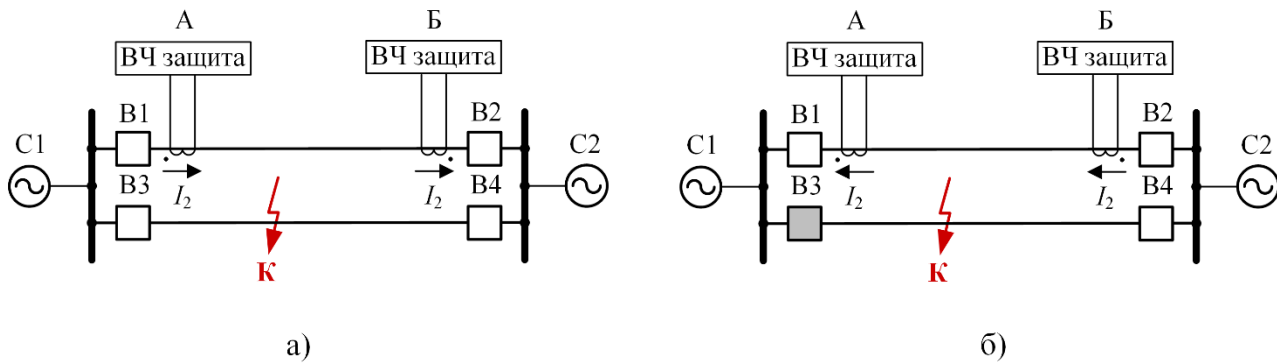 А Б
ВЧ защита ВЧ защита
В1 В2
С1 С2
В3 I2 I2 В4
К
а)
А Б
ВЧ защита ВЧ защита
В1 В2
С1 С2
В3 I2 I2 В4
К
б)